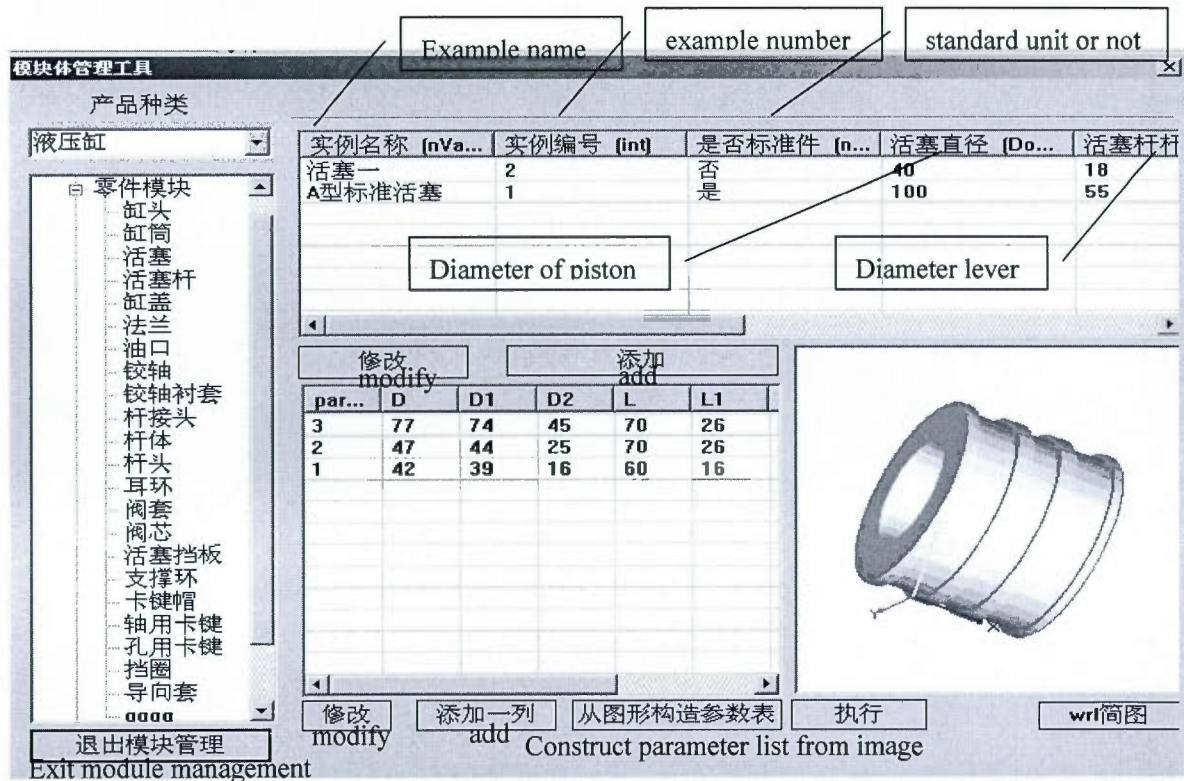 Example name
example number
standard unit or not
模块体管理工具
产品种类
液压缸
实例名称 (nVa... 实例编号 (int) 是否标准件 (n... 活塞直径 (Do... 活塞杆杆
活塞一 2 否 40 18
A型标准活塞 1 是 100 55
Diameter of piston
Diameter lever
零件模块
缸头
缸筒
活塞
活塞杆
缸盖
法兰
油口
铰轴
铰轴衬套
杆接头
杆体
杆头
耳环
阀套
阀芯
活塞挡板
支撑环
卡键帽
轴用卡键
孔用卡键
挡圈
导向套
gggg
修改
modify
添加
add
par... D D1 D2 L L1
3 77 74 45 70 26
2 47 44 25 70 26
1 42 39 16 60 16
Y
X
修改
modify
添加一列
add
从图形构造参数表
执行
wrl简图
Construct parameter list from image
退出模块管理
Exit module management